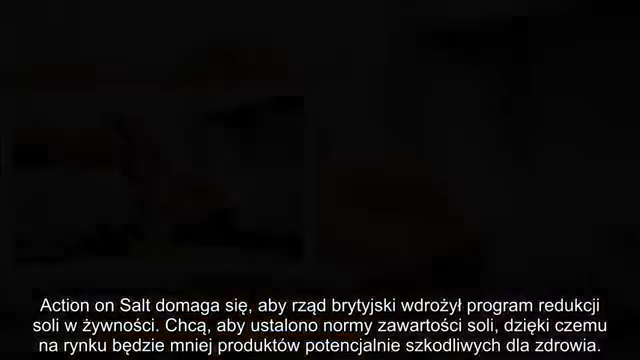 Action on Salt domaga się, aby rząd brytyjski wdrożył program redukcji
soli w żywności. Chcą, aby ustalono normy zawartości soli, dzięki czemu
na rynku będzie mniej produktów potencjalnie szkodliwych dla zdrowia.